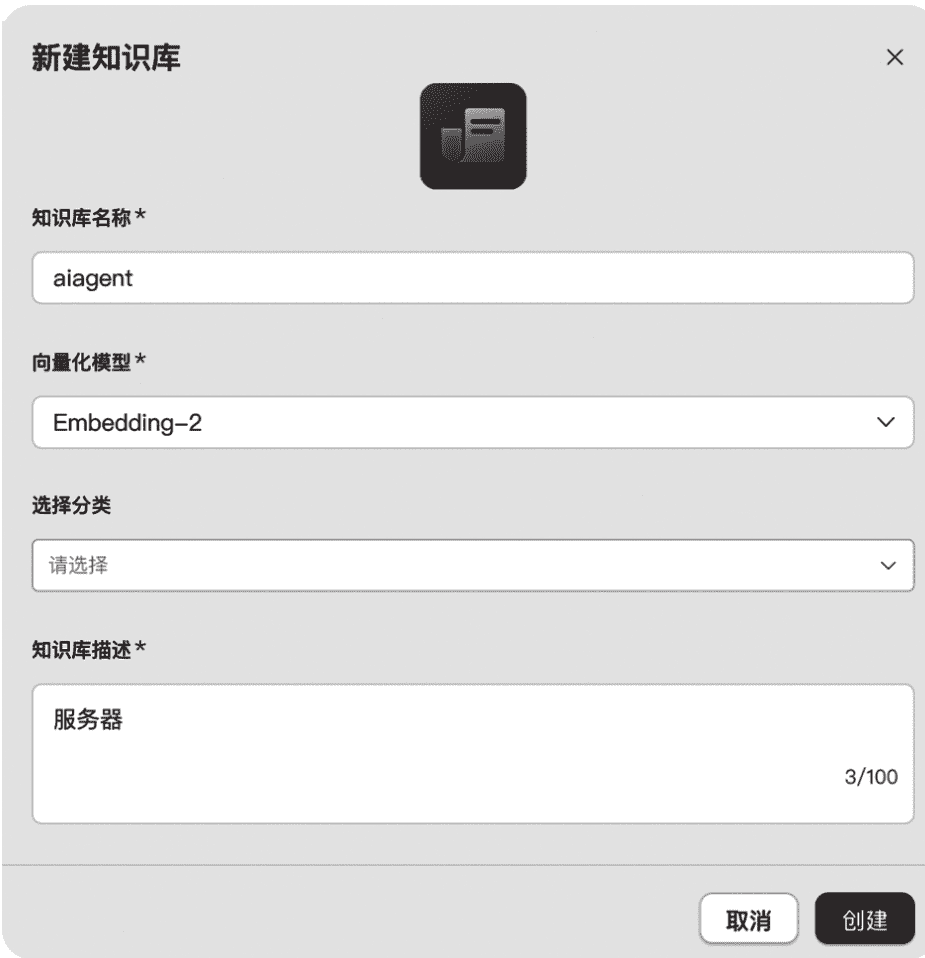 新建知识库
知识库名称*
aiagent
向量化模型*
Embedding-2
选择分类
请选择
知识库描述*
服务器
3/100
取消
创建